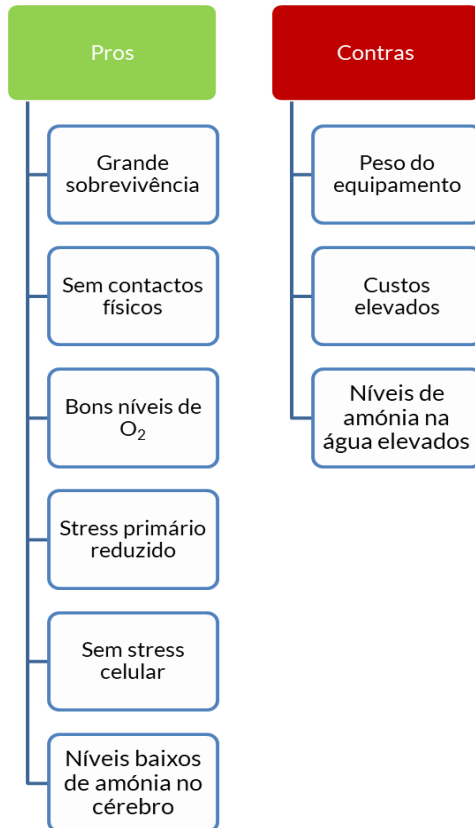 Pros
Grande
sobrevivência
Sem contactos
físicos
Bons níveis de
O₂
Stress primário
reduzido
Sem stress
celular
Níveis baixos
de amónia no
cérebro
Contras
Peso do
equipamento
Custos
elevados
Níveis de
amónia na
água elevados